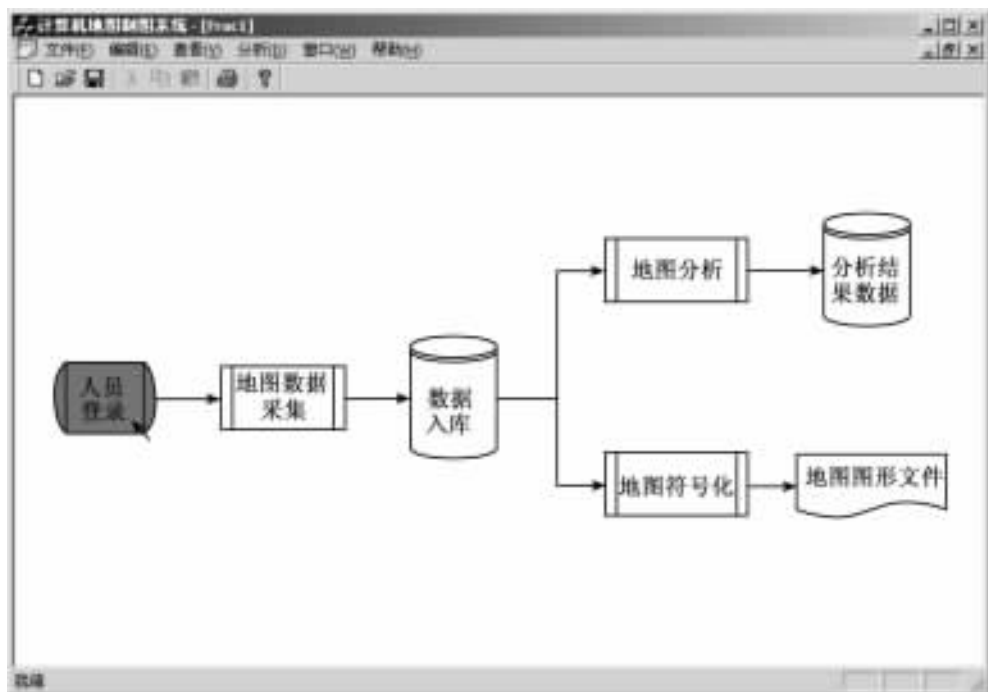 计算机地图制图系统 - [Proc1]
文件(F) 编辑(E) 查看(V) 分析(D) 窗口(W) 帮助(H)
地图分析
分析结
果数据
人员
登录
地图数据
采集
数据
入库
地图符号化
地图图形文件
就绪